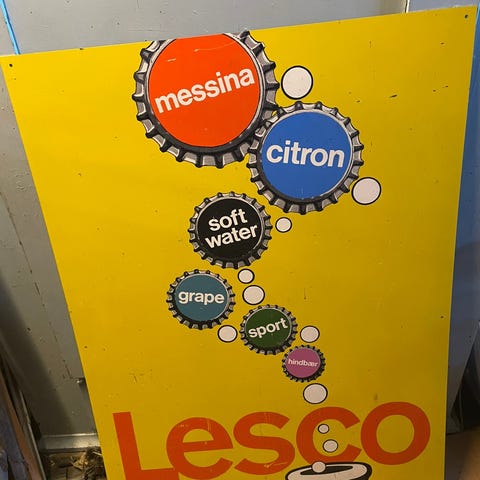 messina
citron
soft
water
grape
sport
hindbær
Lesco